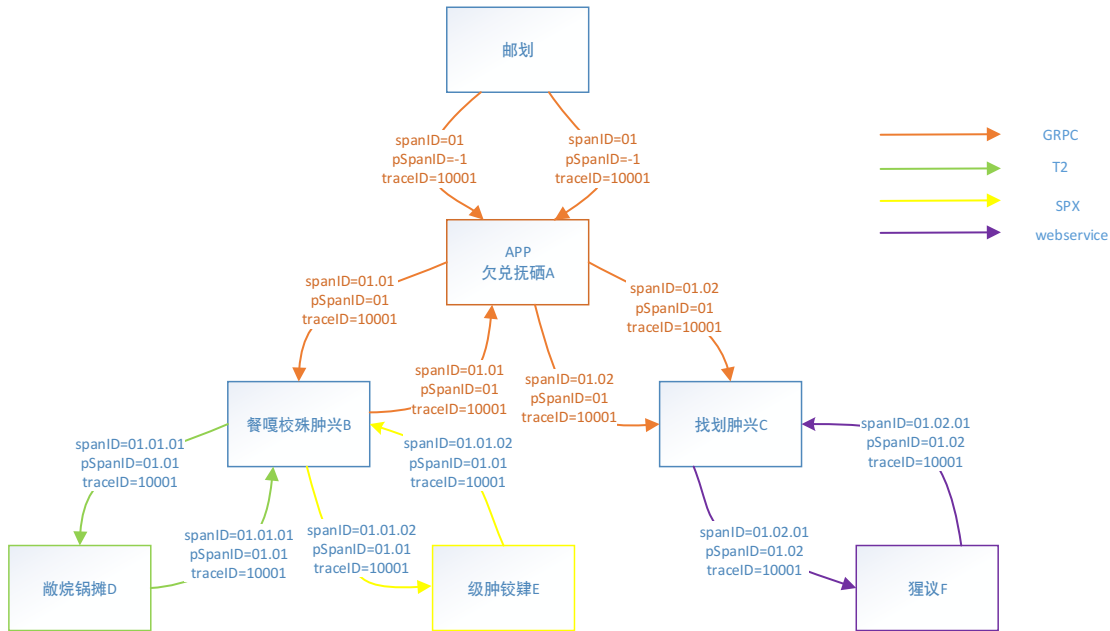 邮划
spanID=01
pSpanID=-1
traceID=10001
spanID=01
pSpanID=-1
traceID=10001
GRPC
T2
SPX
webservice
APP
欠兑抚硒A
spanID=01.01
pSpanID=01
traceID=10001
spanID=01.02
pSpanID=01
traceID=10001
spanID=01.01
pSpanID=01
traceID=10001
spanID=01.02
pSpanID=01
traceID=10001
餐嘎校殊肿兴B
找划肿兴C
spanID=01.01.01
pSpanID=01.01
traceID=10001
spanID=01.01.02
pSpanID=01.01
traceID=10001
spanID=01.02.01
pSpanID=01.02
traceID=10001
spanID=01.01.01
pSpanID=01.01
traceID=10001
spanID=01.01.02
pSpanID=01.01
traceID=10001
spanID=01.02.01
pSpanID=01.02
traceID=10001
敞烷锅摊D
级肿铰肆E
猩议F